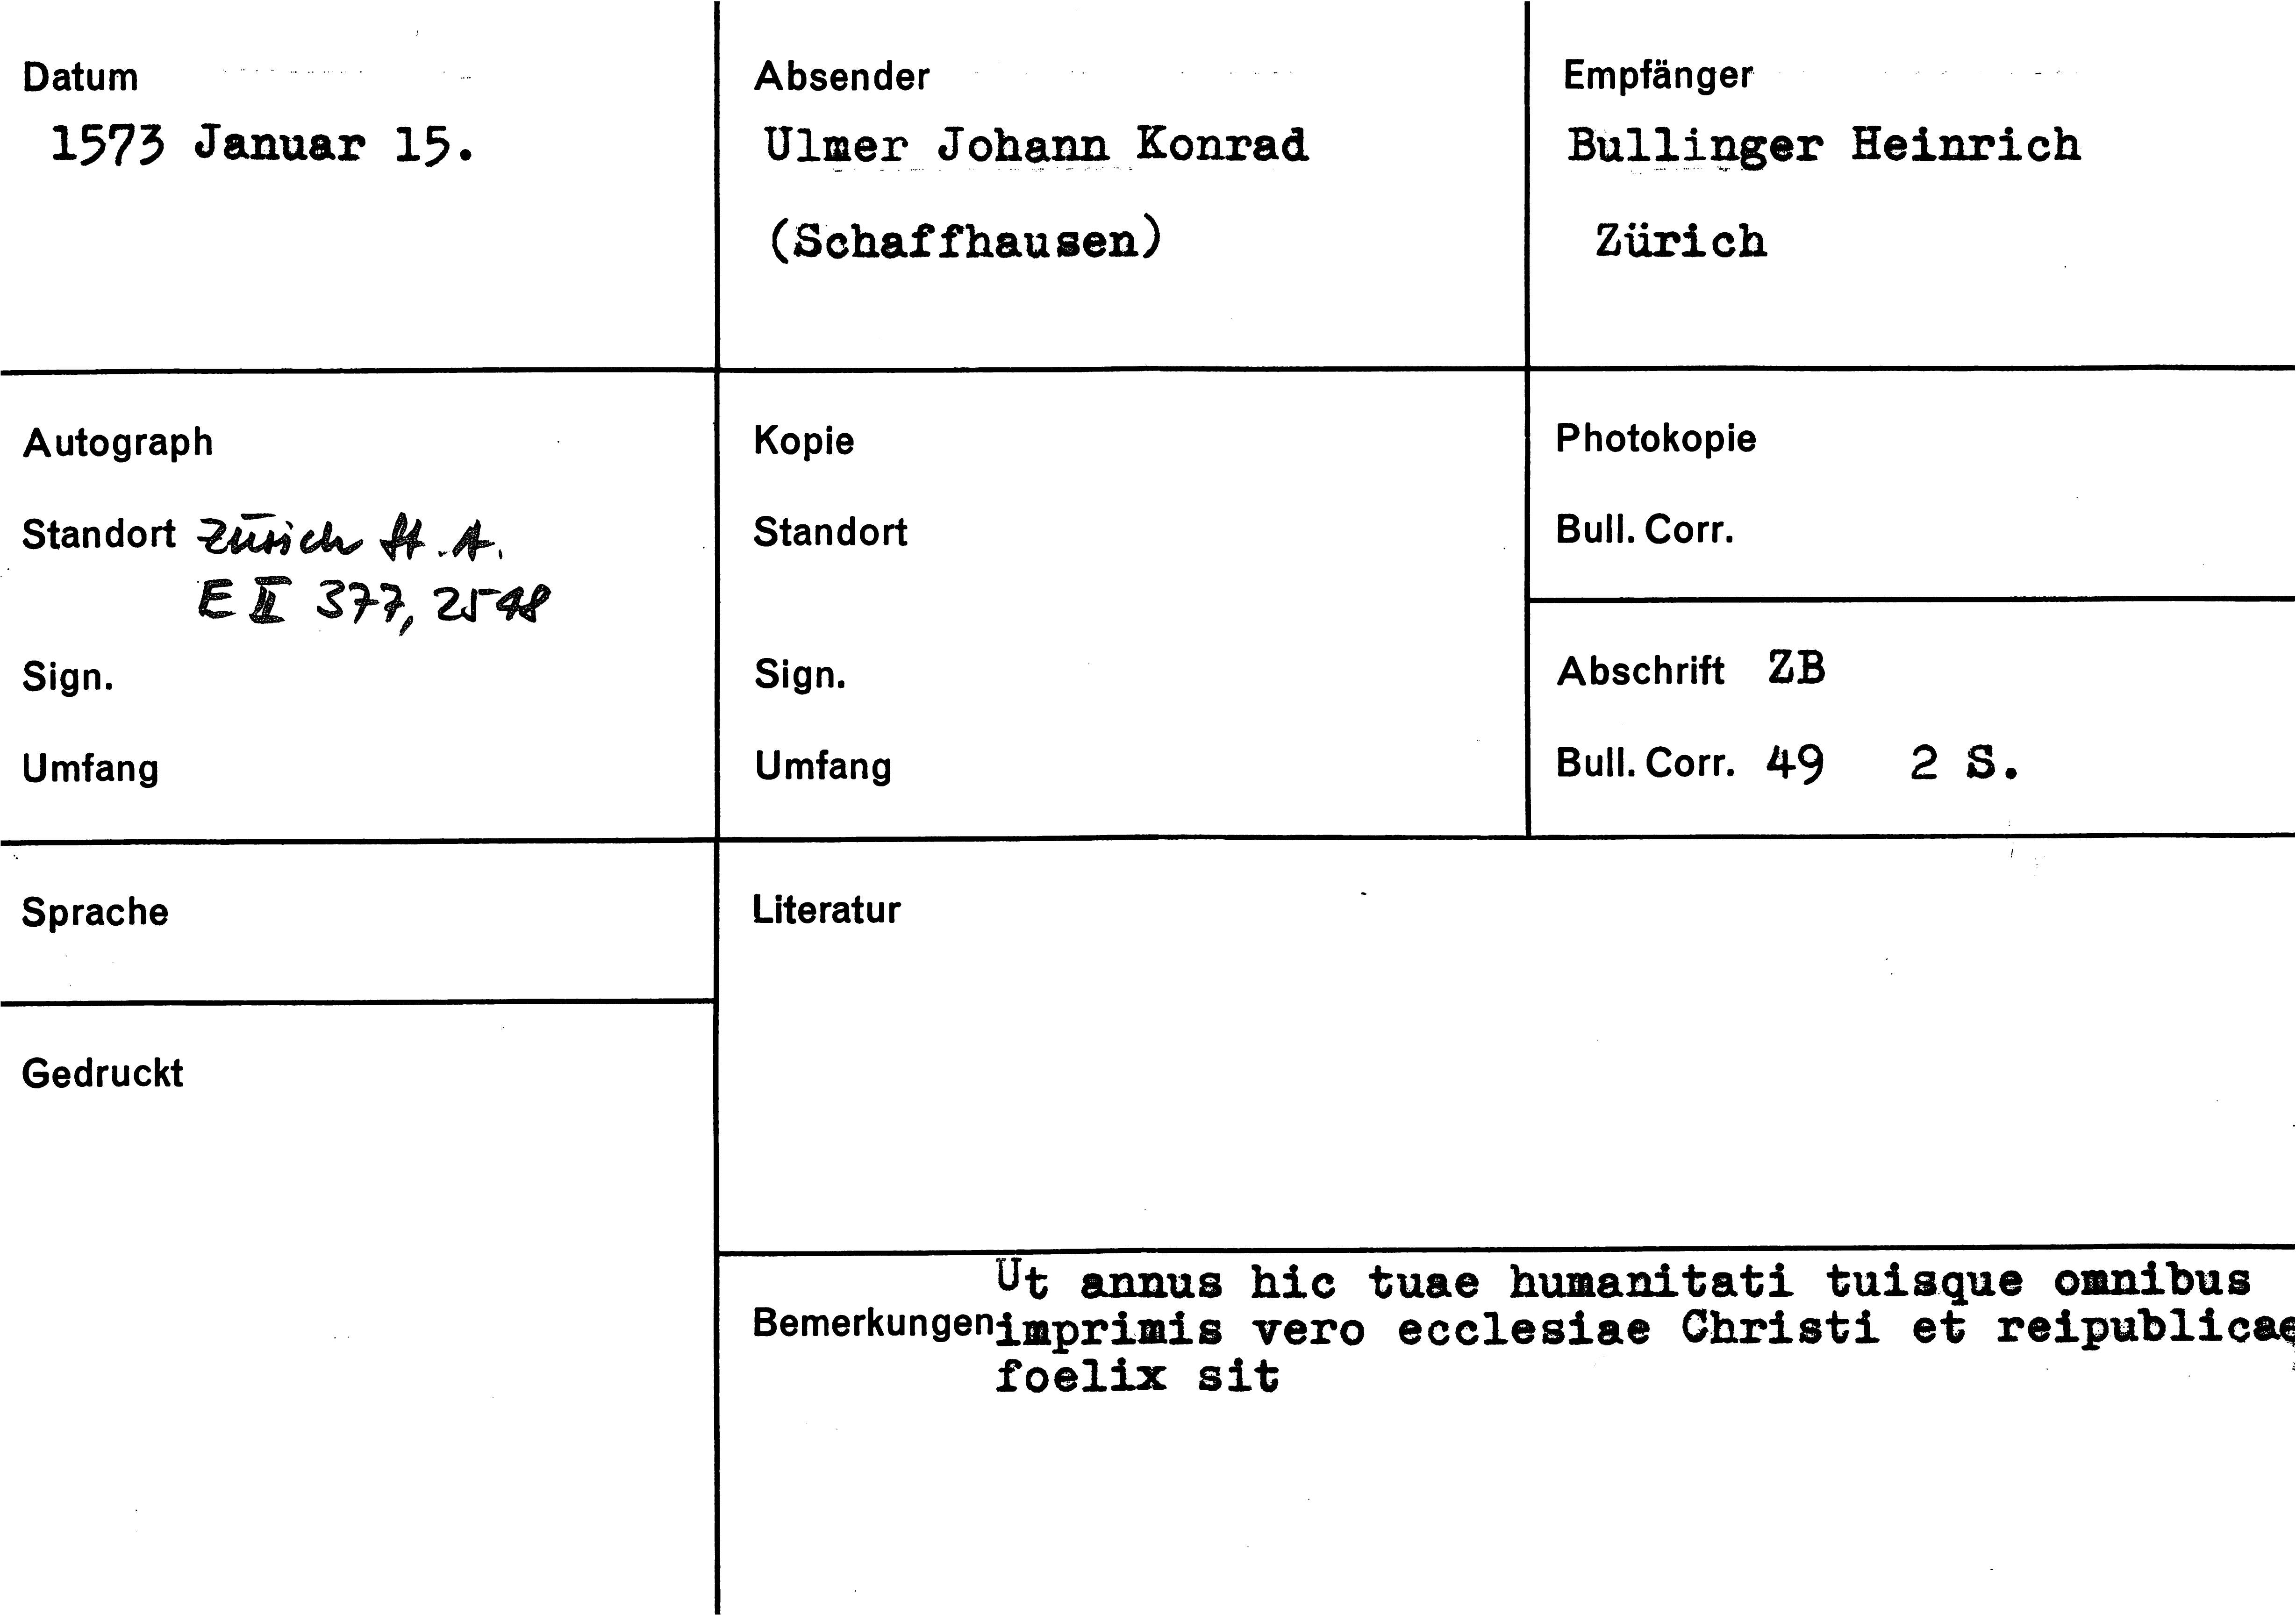 Datum
1573 Januar 15.
Absender
Ulmer Johann Konrad
(Schaffhausen)
Empfänger
Bullinger Heinrich
Zürich
Autograph
Standort Zürich St. A.
E II 377, 2548
Sign.
Umfang
Kopie
Standort
Sign.
Umfang
Photokopie
Bull. Corr.
Abschrift ZB
Bull. Corr. 49 2 S.
Sprache
Gedruckt
Literatur
Ut annus hic tuae humanitati tuisque omnibus
Bemerkungen imprimis vero ecclesiae Christi et reipublicae
foelix sit